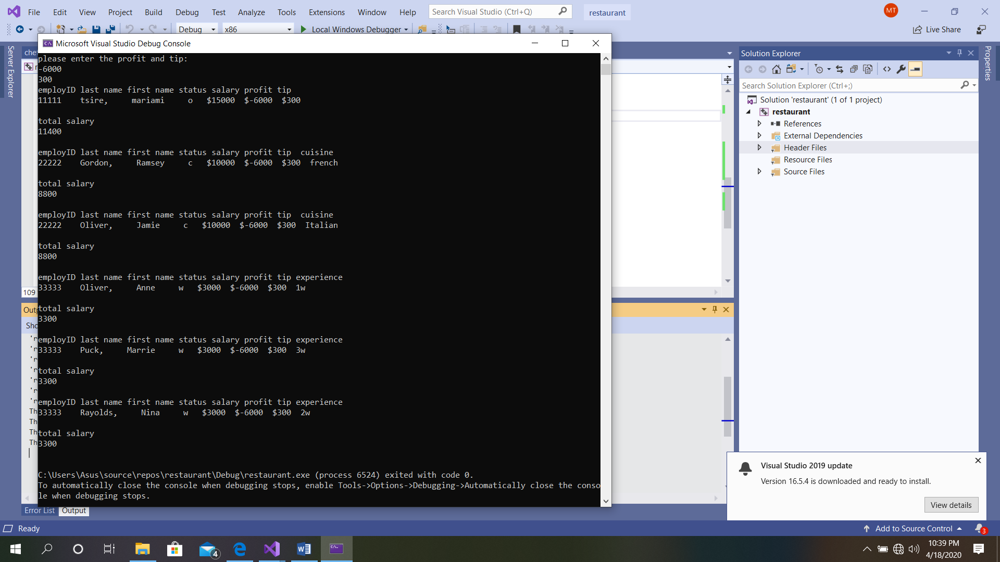 File Edit View Project Build Debug Test Analyze Tools Extensions Window Help Search Visual Studio (Ctrl+Q) restaurant MT
Debug x86 Local Windows Debugger Live Share
Server Explorer
Microsoft Visual Studio Debug Console
please enter the profit and tip:
-6000
300
employID last name first name status salary profit tip
11111 tsire, mariami o $15000 $-6000 $300
total salary
11400
employID last name first name status salary profit tip cuisine
22222 Gordon, Ramsey c $10000 $-6000 $300 french
total salary
8800
employID last name first name status salary profit tip cuisine
22222 Oliver, Jamie c $10000 $-6000 $300 Italian
total salary
8800
employID last name first name status salary profit tip experience
33333 Oliver, Anne w $3000 $-6000 $300 1w
total salary
3300
employID last name first name status salary profit tip experience
33333 Puck, Marrie w $3000 $-6000 $300 3w
total salary
3300
employID last name first name status salary profit tip experience
33333 Rayolds, Nina w $3000 $-6000 $300 2w
total salary
3300
C:\Users\Asus\source\repos\restaurant\Debug\restaurant.exe (process 6524) exited with code 0.
To automatically close the console when debugging stops, enable Tools->Options->Debugging->Automatically close the conso
le when debugging stops.
109
Error List Output
Solution Explorer
Search Solution Explorer (Ctrl+;)
Solution 'restaurant' (1 of 1 project)
restaurant
References
External Dependencies
Header Files
Resource Files
Source Files
Properties
Visual Studio 2019 update
Version 16.5.4 is downloaded and ready to install.
View details
Ready Add to Source Control 3
4
10:39 PM
4/18/2020